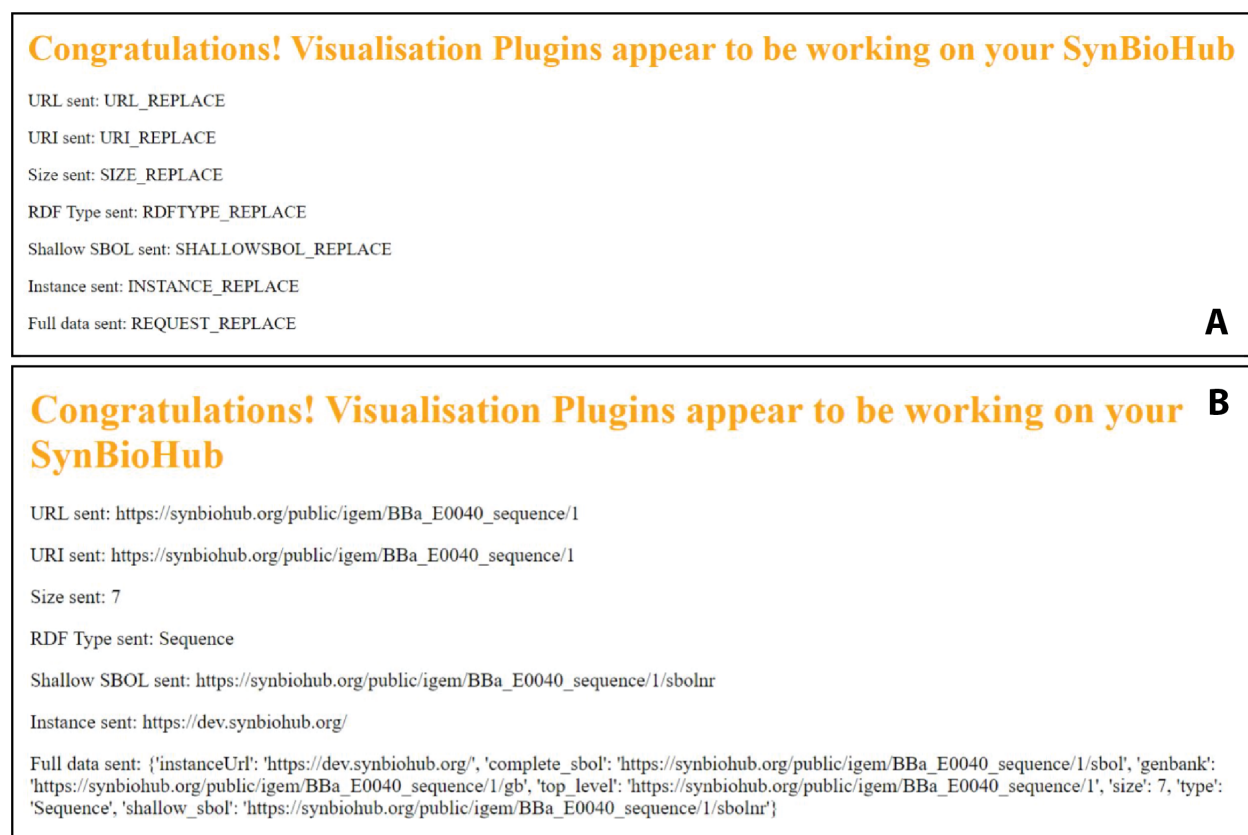 Congratulations! Visualisation Plugins appear to be working on your SynBioHub
URL sent: URL_REPLACE
URI sent: URI_REPLACE
Size sent: SIZE_REPLACE
RDF Type sent: RDFTYPE_REPLACE
Shallow SBOL sent: SHALLOWSBOL_REPLACE
Instance sent: INSTANCE_REPLACE
Full data sent: REQUEST_REPLACE
A
Congratulations! Visualisation Plugins appear to be working on your
SynBioHub
B
URL sent: https://synbiohub.org/public/igem/BBa_E0040_sequence/1
URI sent: https://synbiohub.org/public/igem/BBa_E0040_sequence/1
Size sent: 7
RDF Type sent: Sequence
Shallow SBOL sent: https://synbiohub.org/public/igem/BBa_E0040_sequence/1/sbolnr
Instance sent: https://dev.synbiohub.org/
Full data sent: {'instanceUrl': 'https://dev.synbiohub.org/', 'complete_sbol': 'https://synbiohub.org/public/igem/BBa_E0040_sequence/1/sbol', 'genbank':
'https://synbiohub.org/public/igem/BBa_E0040_sequence/1/gb', 'top_level': 'https://synbiohub.org/public/igem/BBa_E0040_sequence/1', 'size': 7, 'type':
'Sequence', 'shallow_sbol': 'https://synbiohub.org/public/igem/BBa_E0040_sequence/1/sbolnr'}